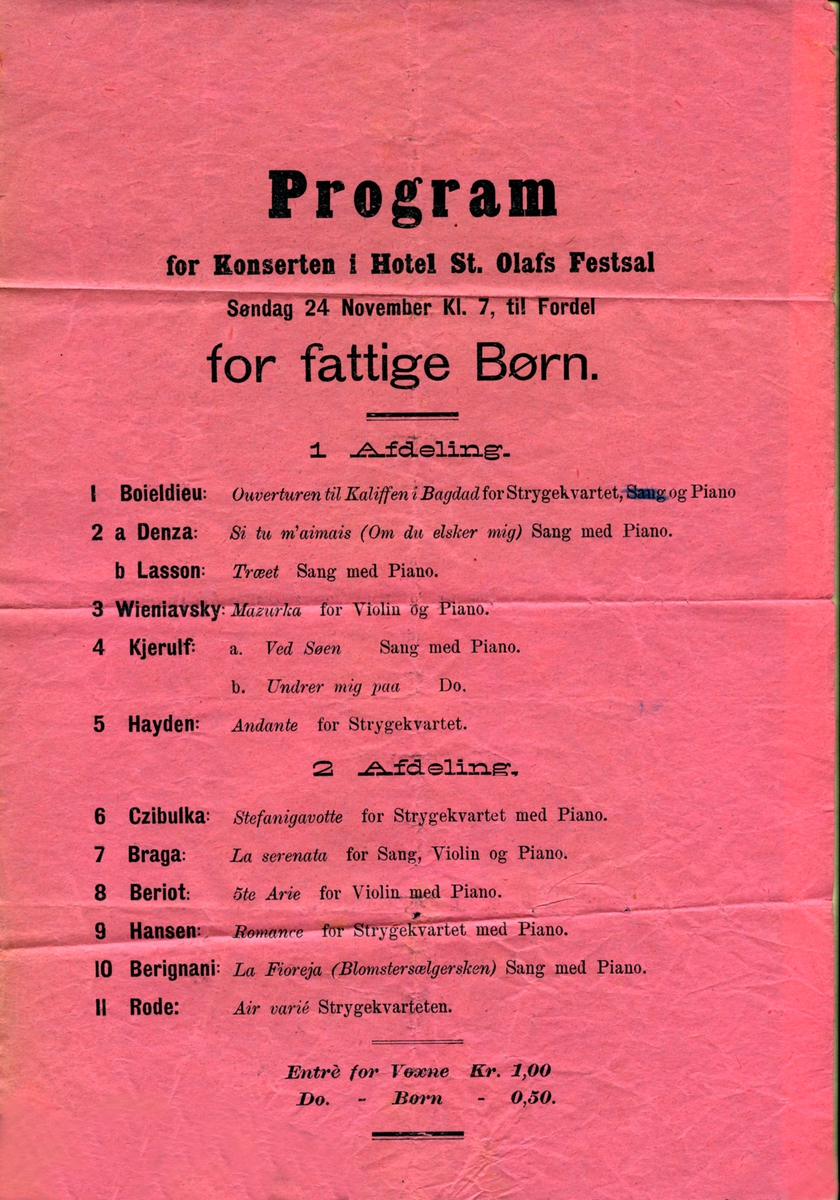 Program
for Konserten i Hotel St. Olafs Festsal
Søndag 24 November Kl. 7, til Fordel
for fattige Børn.
1 Afdeling.
1 Boieldieu: Ouverturen til Kaliffen i Bagdad for Strygekvartet, Sang og Piano
2 a Denza: Si tu m'aimais (Om du elsker mig) Sang med Piano.
b Lasson: Træet Sang med Piano.
3 Wieniavsky: Mazurka for Violin og Piano.
4 Kjerulf: a. Ved Søen Sang med Piano.
b. Undrer mig paa Do.
5 Hayden: Andante for Strygekvartet.
2 Afdeling.
6 Czibulka: Stefanigavotte for Strygekvartet med Piano.
7 Braga: La serenata for Sang, Violin og Piano.
8 Beriot: 5te Arie for Violin med Piano.
9 Hansen: Romance for Strygekvartet med Piano.
10 Berignani: La Fioreja (Blomstersælgersken) Sang med Piano.
11 Rode: Air varié Strygekvarteten.
Entrè for Voxne Kr. 1,00
Do. - Børn - 0,50.